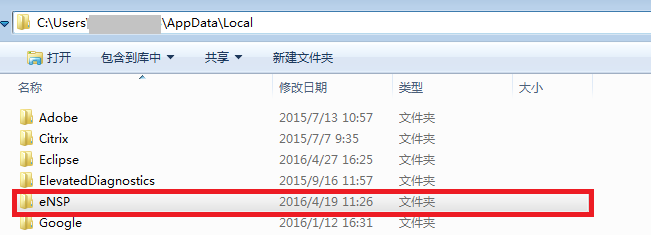 C:\Users\ \AppData\Local
打开 包含到库中 共享 新建文件夹
名称 修改日期 类型 大小
Adobe 2015/7/13 10:57 文件夹
Citrix 2015/7/7 9:35 文件夹
Eclipse 2016/4/27 16:25 文件夹
ElevatedDiagnostics 2015/9/16 11:57 文件夹
eNSP 2016/4/19 11:26 文件夹
Google 2016/1/12 16:31 文件夹